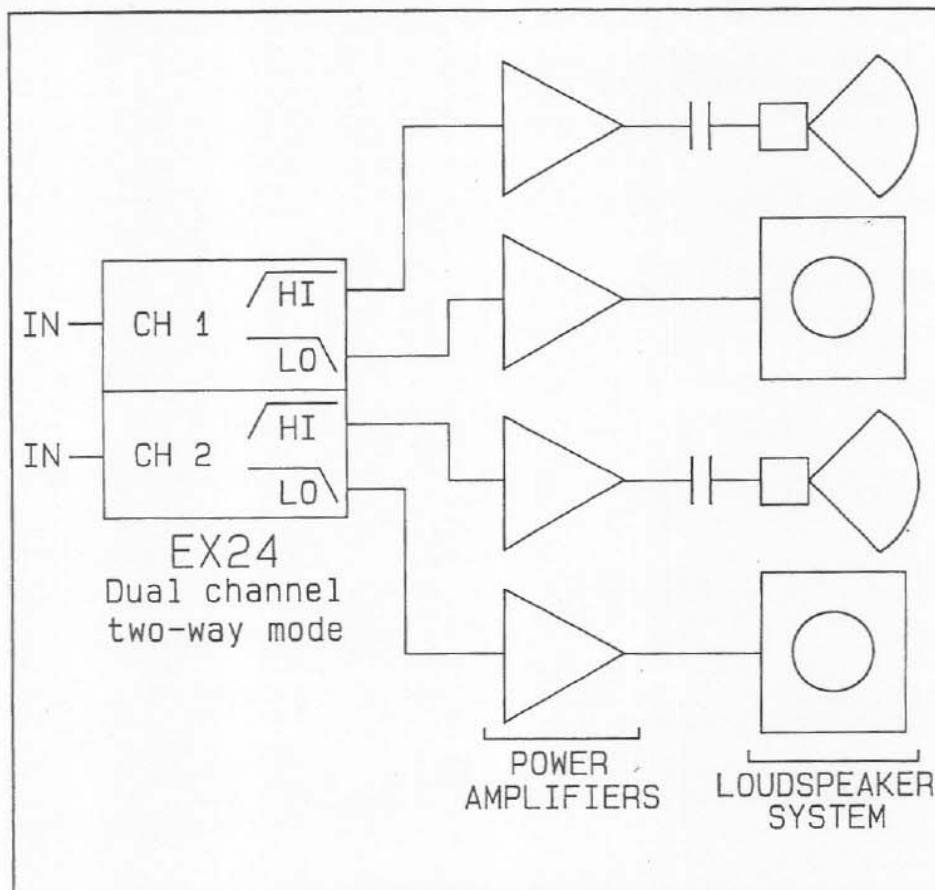 IN
CH 1
HI
LO
IN
CH 2
HI
LO
EX24
Dual channel
two-way mode
POWER
AMPLIFIERS
LOUDSPEAKER
SYSTEM